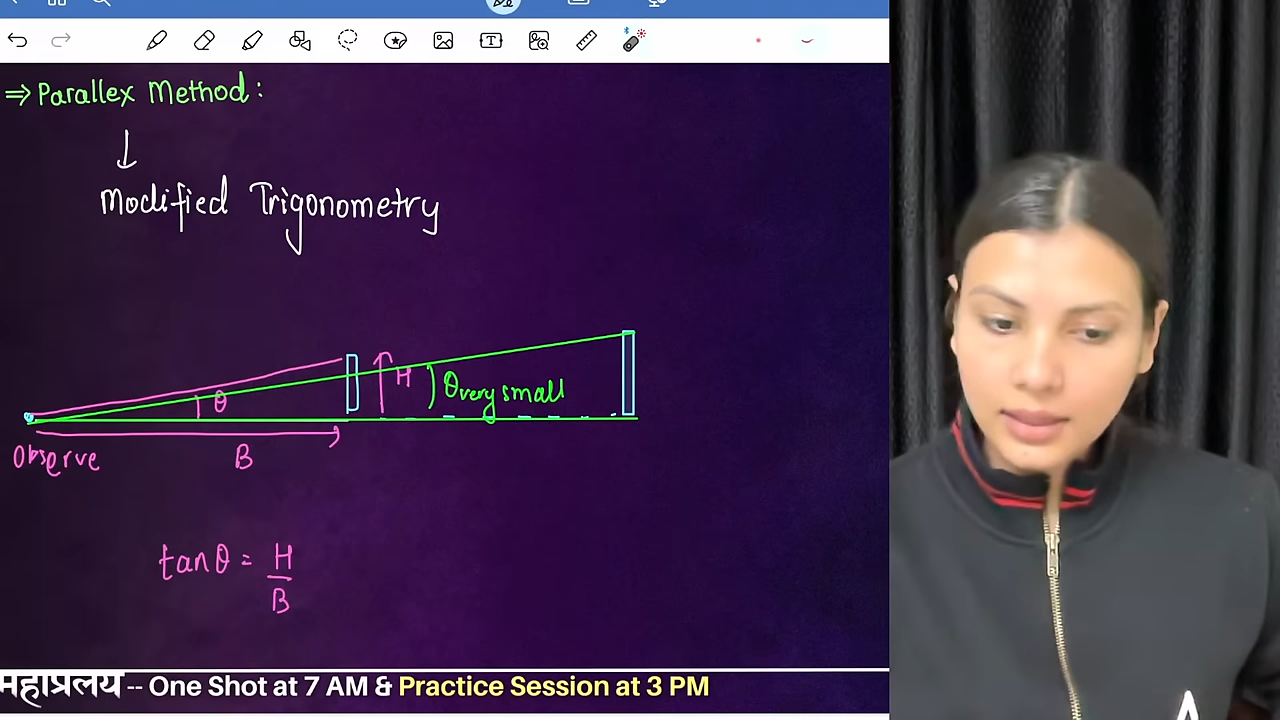 ⇒ Parallex Method:
↓
Modified Trigonometry
H
θ
θ very small
Observe
B
tanθ = H/B
महाप्रलय -- One Shot at 7 AM & Practice Session at 3 PM